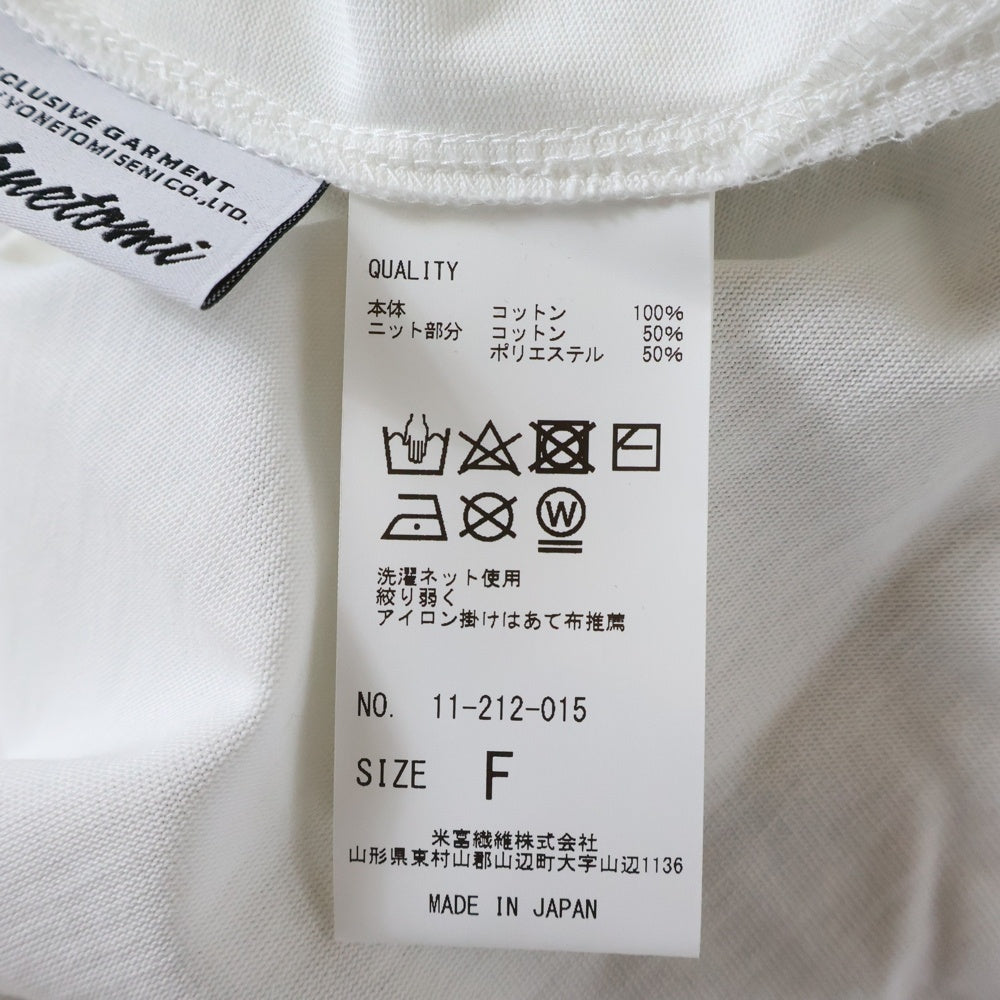 CLUSIVE GARMENT
YONETOMISENI CO.,LTD.
QUALITY
本体 コットン 100%
ニット部分 コットン 50%
ポリエステル 50%
W
洗濯ネット使用
絞り弱く
アイロン掛けはあて布推薦
NO. 11-212-015
SIZE F
米富繊維株式会社
山形県東村山郡山辺町大字山辺1136
MADE IN JAPAN